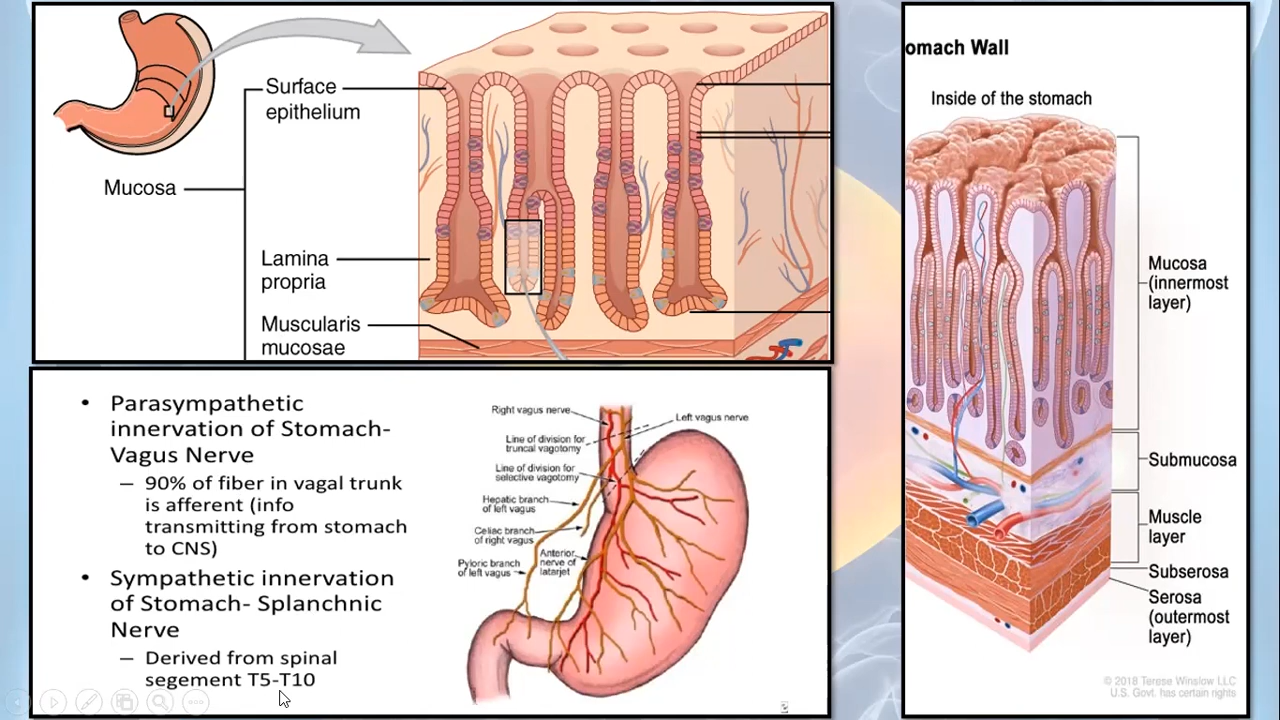 Surface
epithelium
Mucosa
Lamina
propria
Muscularis
mucosae
• Parasympathetic
innervation of Stomach-
Vagus Nerve
– 90% of fiber in vagal trunk
is afferent (info
transmitting from stomach
to CNS)
• Sympathetic innervation
of Stomach- Splanchnic
Nerve
– Derived from spinal
segement T5-T10
Right vagus nerve
Left vagus nerve
Line of division for
truncal vagotomy
Line of division for
selective vagotomy
Hepatic branch
of left vagus
Celiac branch
of right vagus
Pyloric branch
of left vagus
Anterior
nerve of
latarjet
omach Wall
Inside of the stomach
Mucosa
(innermost
layer)
Submucosa
Muscle
layer
Subserosa
Serosa
(outermost
layer)
© 2018 Terese Winslow LLC
U.S. Govt. has certain rights